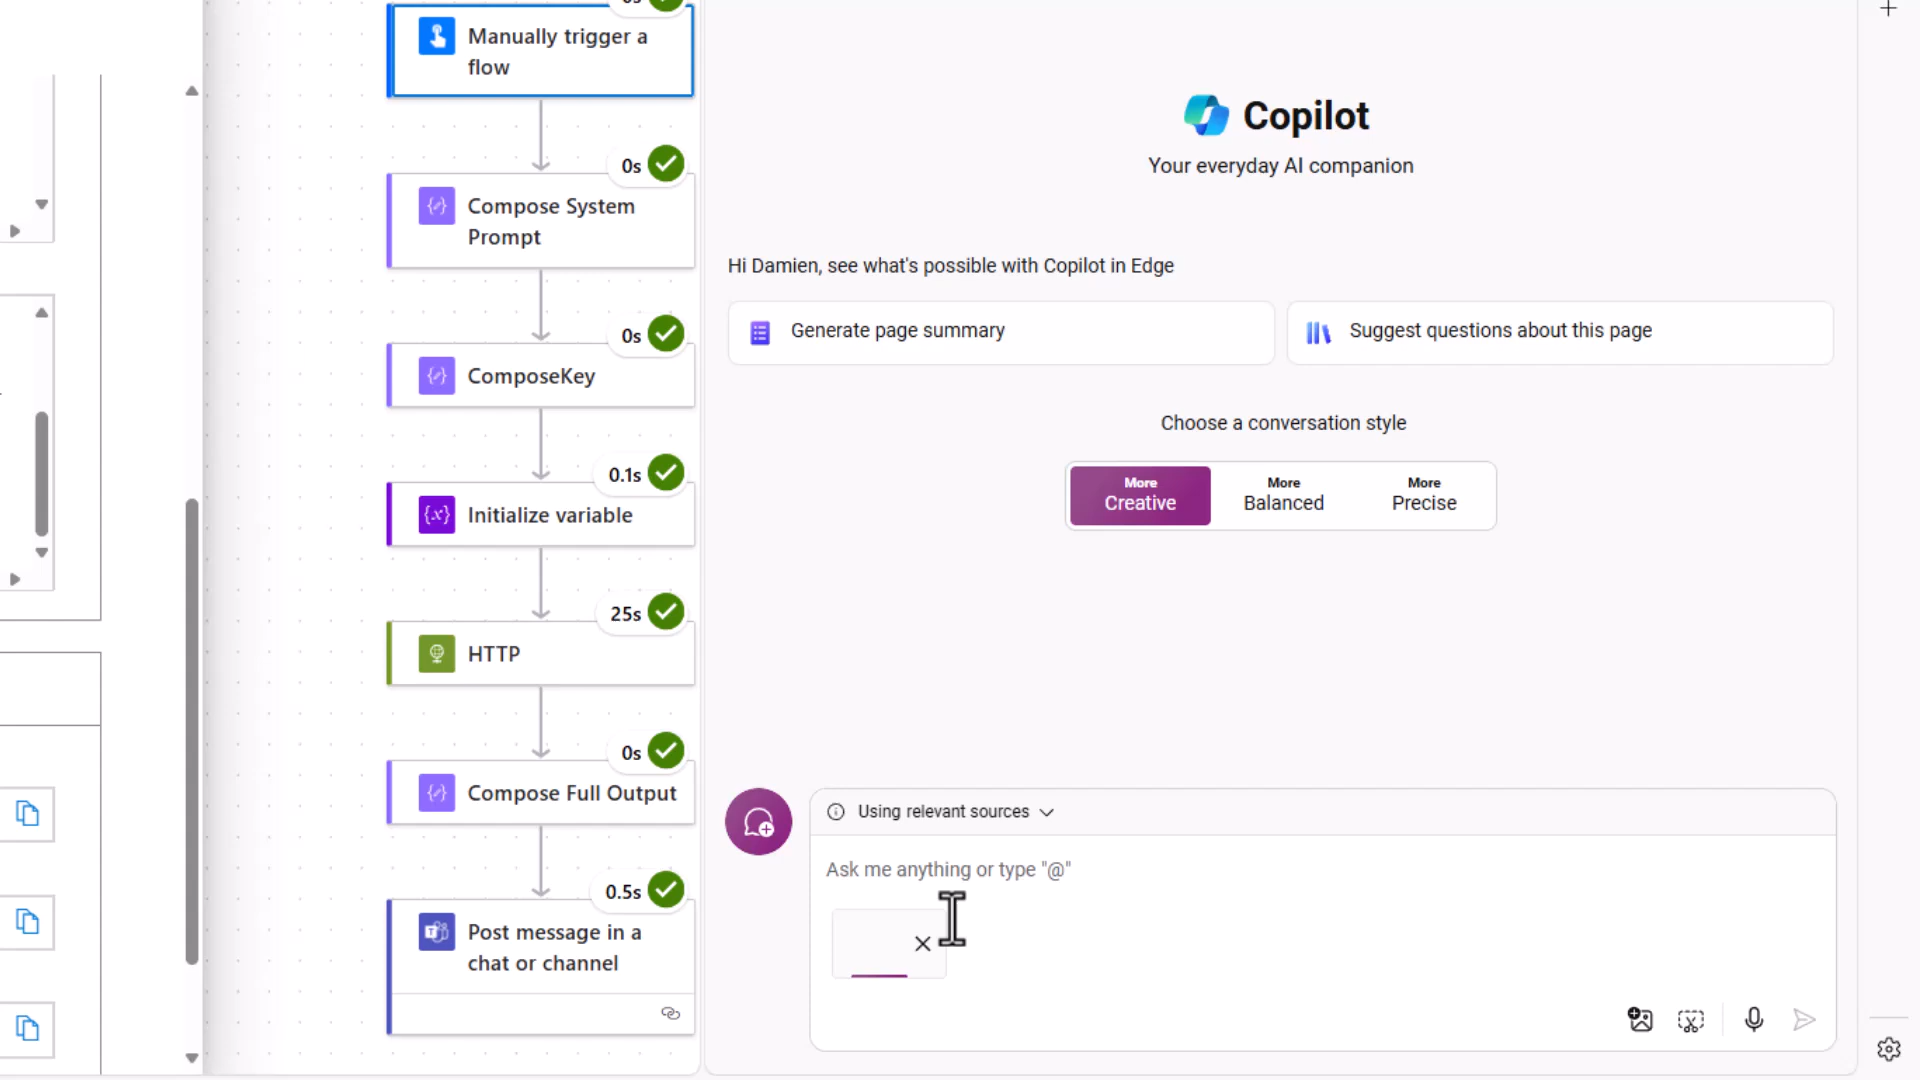 Manually trigger a
flow
0s
Compose System
Prompt
0s
ComposeKey
0.1s
Initialize variable
25s
HTTP
0s
Compose Full Output
0.5s
Post message in a
chat or channel
Copilot
Your everyday AI companion
Hi Damien, see what's possible with Copilot in Edge
Generate page summary
Suggest questions about this page
Choose a conversation style
More
Creative
More
Balanced
More
Precise
Using relevant sources
Ask me anything or type "@"